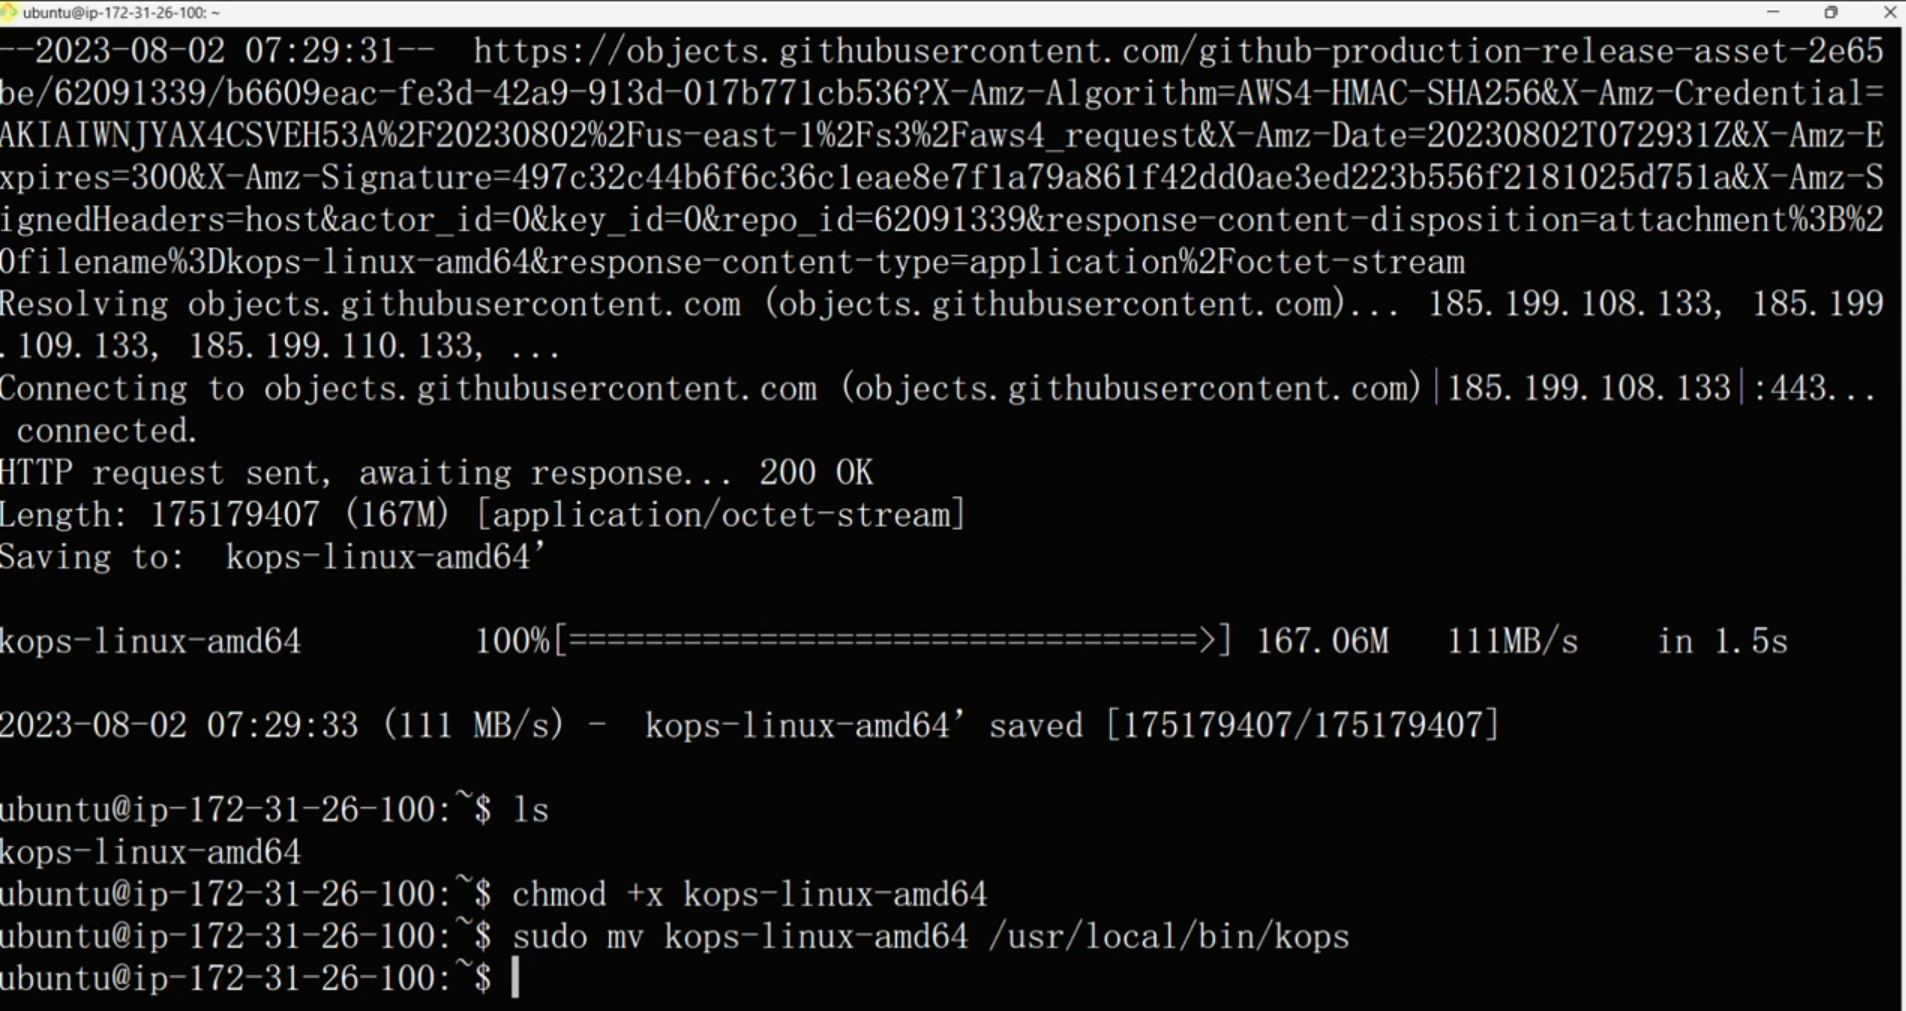 ubuntu@ip-172-31-26-100: ~
--2023-08-02 07:29:31--  https://objects.githubusercontent.com/github-production-release-asset-2e65
be/62091339/b6609eac-fe3d-42a9-913d-017b771cb536?X-Amz-Algorithm=AWS4-HMAC-SHA256&X-Amz-Credential=
AKIAIWNJYAX4CSVEH53A%2F20230802%2Fus-east-1%2Fs3%2Faws4_request&X-Amz-Date=20230802T072931Z&X-Amz-E
xpires=300&X-Amz-Signature=497c32c44b6f6c36c1eae8e7f1a79a861f42dd0ae3ed223b556f2181025d751a&X-Amz-S
ignedHeaders=host&actor_id=0&key_id=0&repo_id=62091339&response-content-disposition=attachment%3B%2
0filename%3Dkops-linux-amd64&response-content-type=application%2Foctet-stream
Resolving objects.githubusercontent.com (objects.githubusercontent.com)... 185.199.108.133, 185.199
.109.133, 185.199.110.133, ...
Connecting to objects.githubusercontent.com (objects.githubusercontent.com)|185.199.108.133|:443...
 connected.
HTTP request sent, awaiting response... 200 OK
Length: 175179407 (167M) [application/octet-stream]
Saving to:  kops-linux-amd64’
kops-linux-amd64         100%[=================================>] 167.06M   111MB/s    in 1.5s
2023-08-02 07:29:33 (111 MB/s) -  kops-linux-amd64’ saved [175179407/175179407]
ubuntu@ip-172-31-26-100:~$ ls
kops-linux-amd64
ubuntu@ip-172-31-26-100:~$ chmod +x kops-linux-amd64
ubuntu@ip-172-31-26-100:~$ sudo mv kops-linux-amd64 /usr/local/bin/kops
ubuntu@ip-172-31-26-100:~$